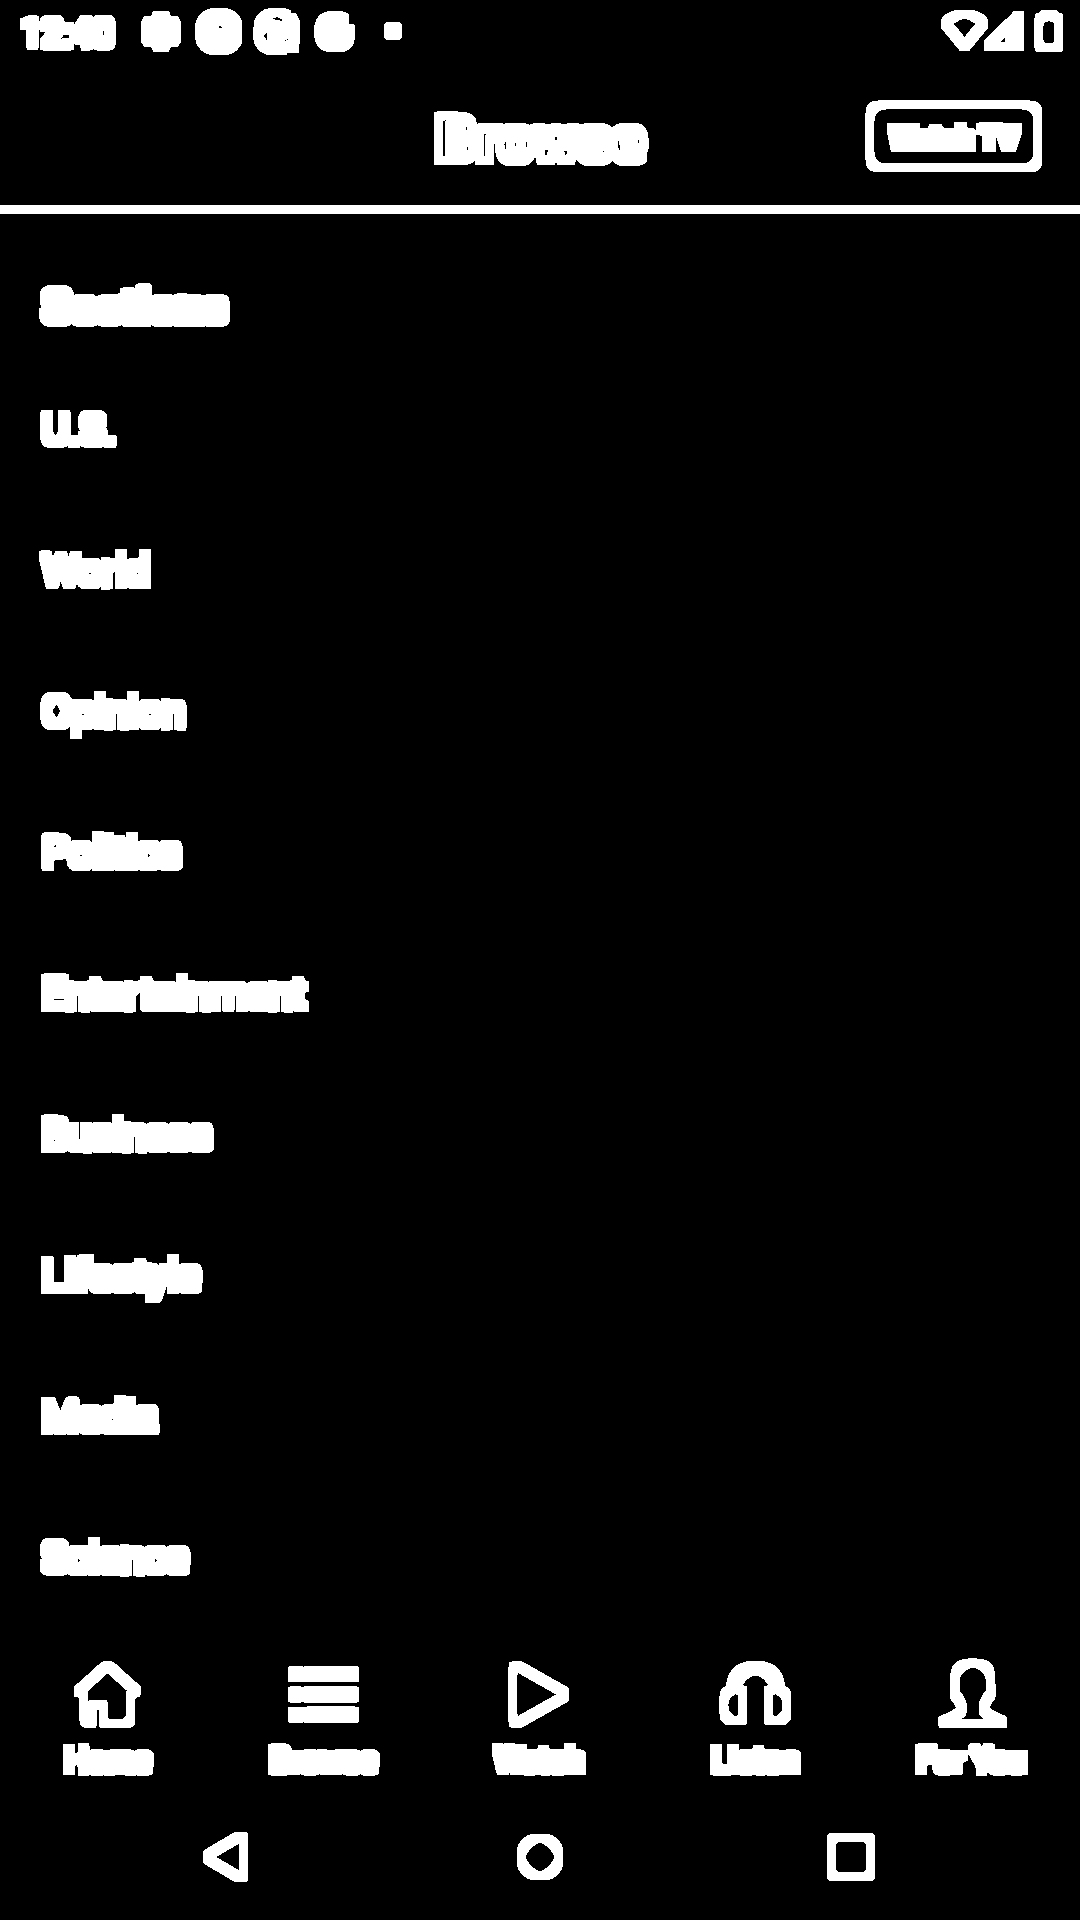 12:40
Browse
Watch TV
Sections
U.S.
World
Opinion
Politics
Entertainment
Business
Lifestyle
Media
Science
Home Browse Watch Listen For You